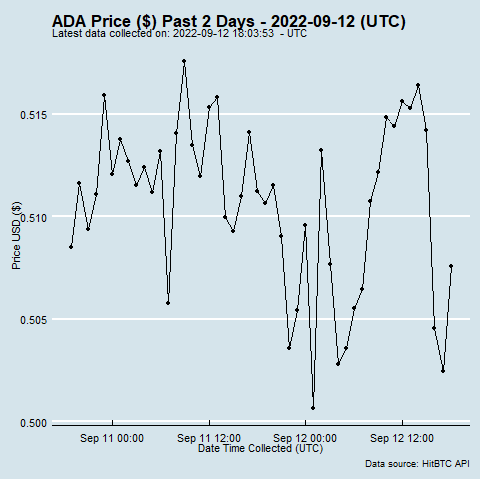 ADA Price ($) Past 2 Days - 2022-09-12 (UTC)
Latest data collected on: 2022-09-12 18:03:53 - UTC
0.515
0.510
0.505
0.500
Price USD ($)
Sep 11 00:00 Sep 11 12:00 Sep 12 00:00 Sep 12 12:00
Date Time Collected (UTC)
Data source: HitBTC API